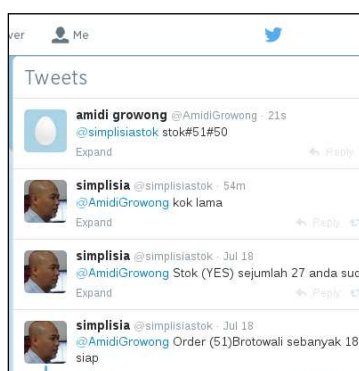 ver Me
Tweets
amidi growong @AmidiGrowong · 21s
@simplisiastok stok#51#50
Expand Reply
simplisia @simplisiastok · 54m
@AmidiGrowong kok lama
Expand Reply
simplisia @simplisiastok · Jul 18
@AmidiGrowong Stok (YES) sejumlah 27 anda suc
Expand Reply
simplisia @simplisiastok · Jul 18
@AmidiGrowong Order (51)Brotowali sebanyak 18
siap